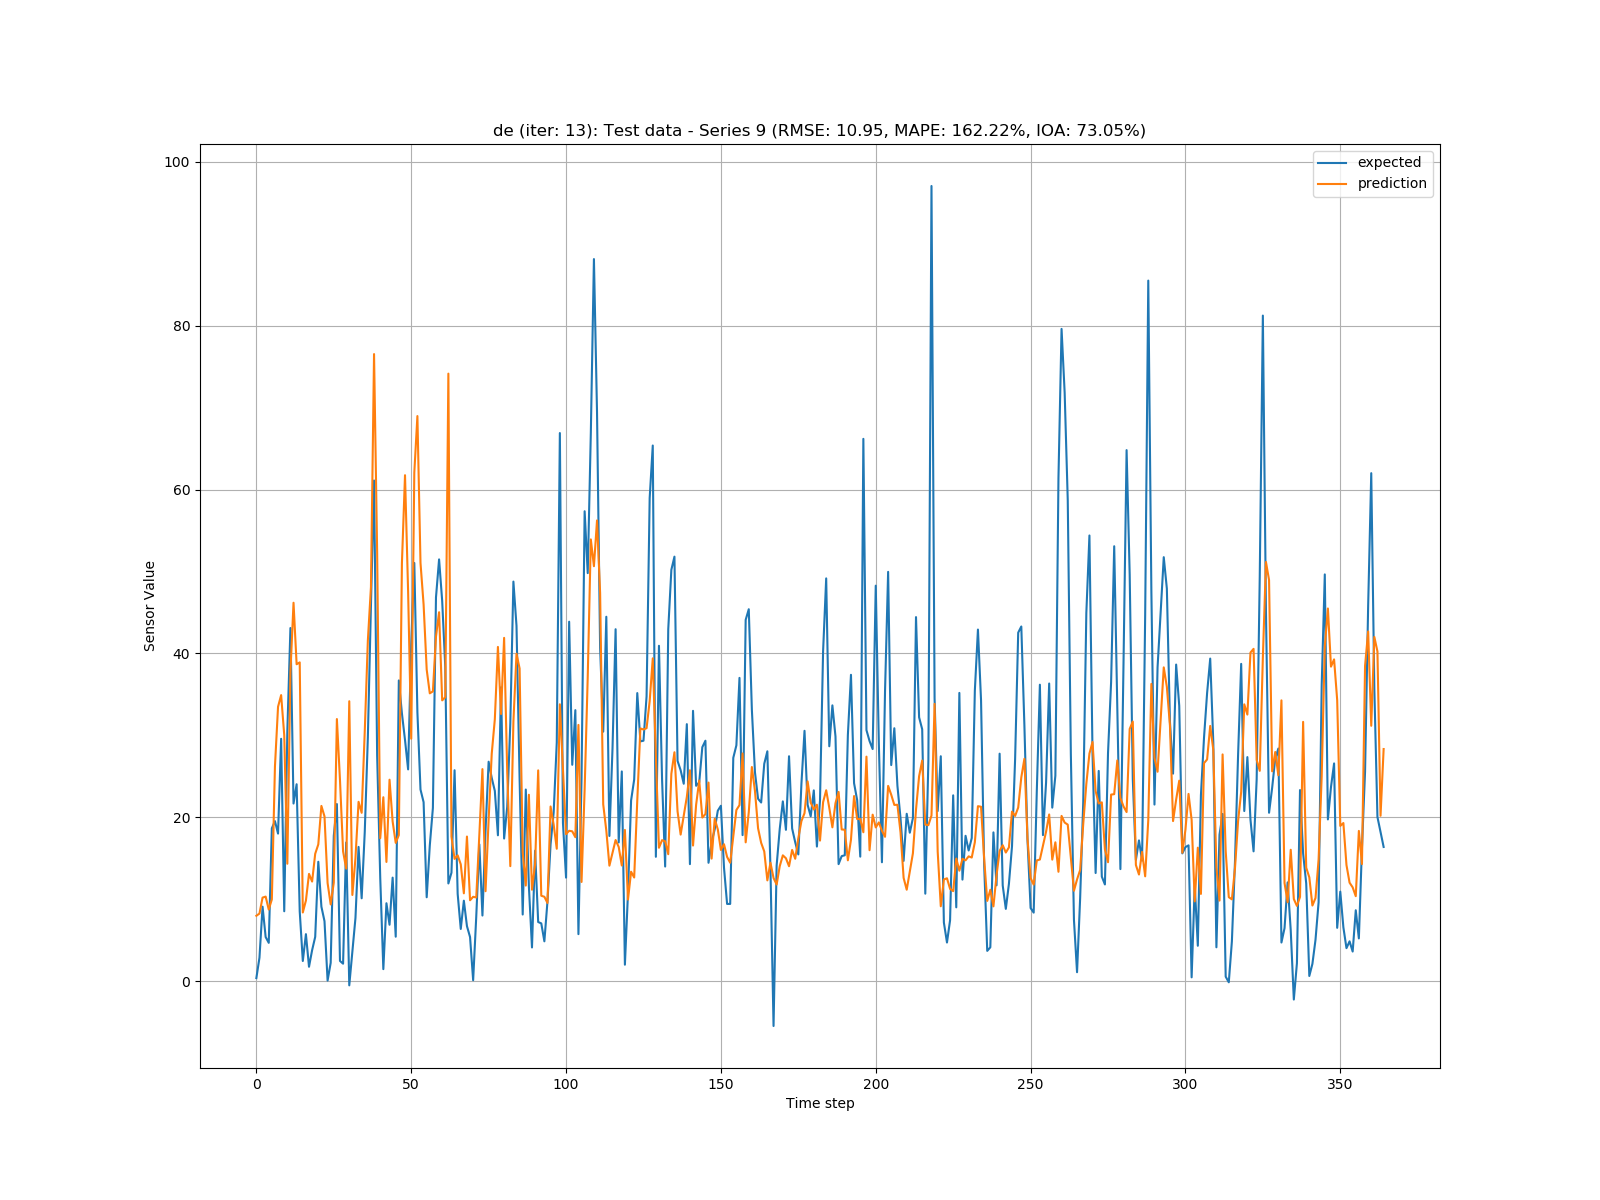 de (iter: 13): Test data - Series 9 (RMSE: 10.95, MAPE: 162.22%, IOA: 73.05%)
expected
prediction
100
80
60
40
20
0
Sensor Value
0 50 100 150 200 250 300 350
Time step